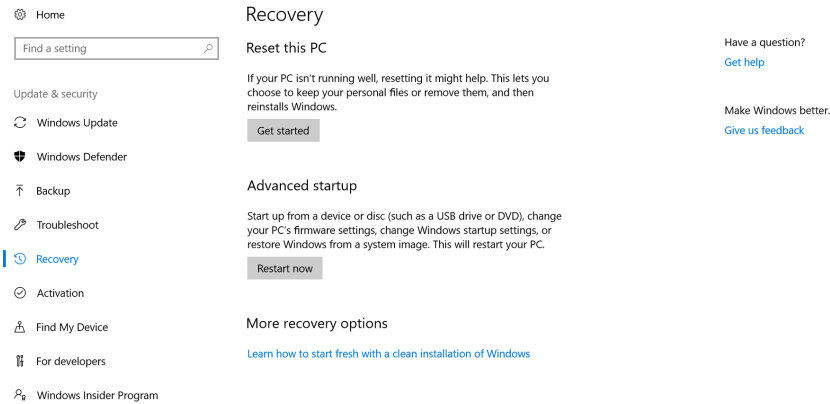 Home
Find a setting
Update & security
Windows Update
Windows Defender
Backup
Troubleshoot
Recovery
Activation
Find My Device
For developers
Windows Insider Program
Recovery
Reset this PC
If your PC isn't running well, resetting it might help. This lets you
choose to keep your personal files or remove them, and then
reinstalls Windows.
Get started
Advanced startup
Start up from a device or disc (such as a USB drive or DVD), change
your PC's firmware settings, change Windows startup settings, or
restore Windows from a system image. This will restart your PC.
Restart now
More recovery options
Learn how to start fresh with a clean installation of Windows
Have a question?
Get help
Make Windows better.
Give us feedback